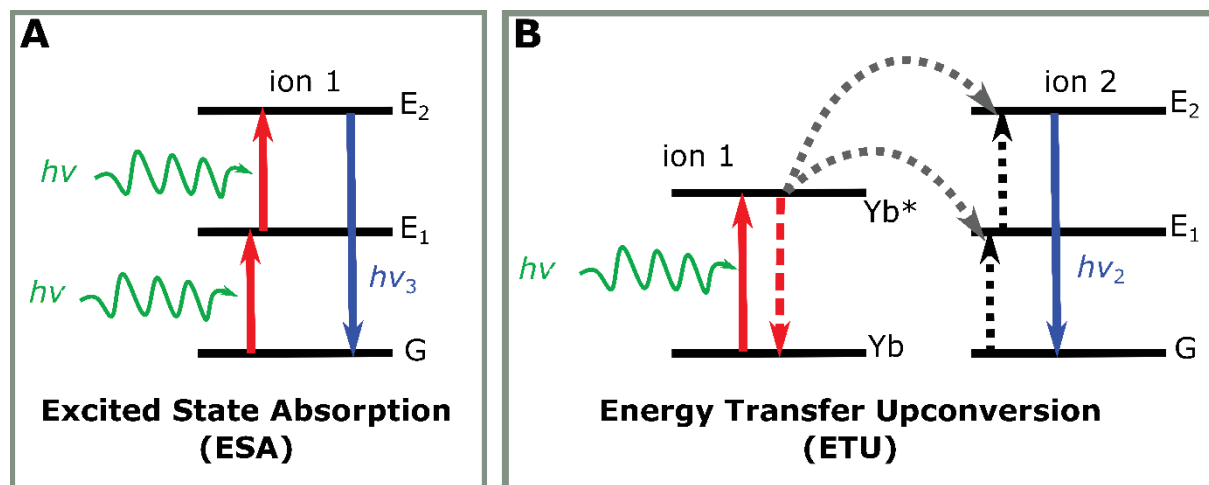 A
ion 1
E₂
hv
E₁
hv
hv₃
G
Excited State Absorption
(ESA)
B
ion 2
E₂
ion 1
Yb*
E₁
hv
hv₂
Yb
G
Energy Transfer Upconversion
(ETU)